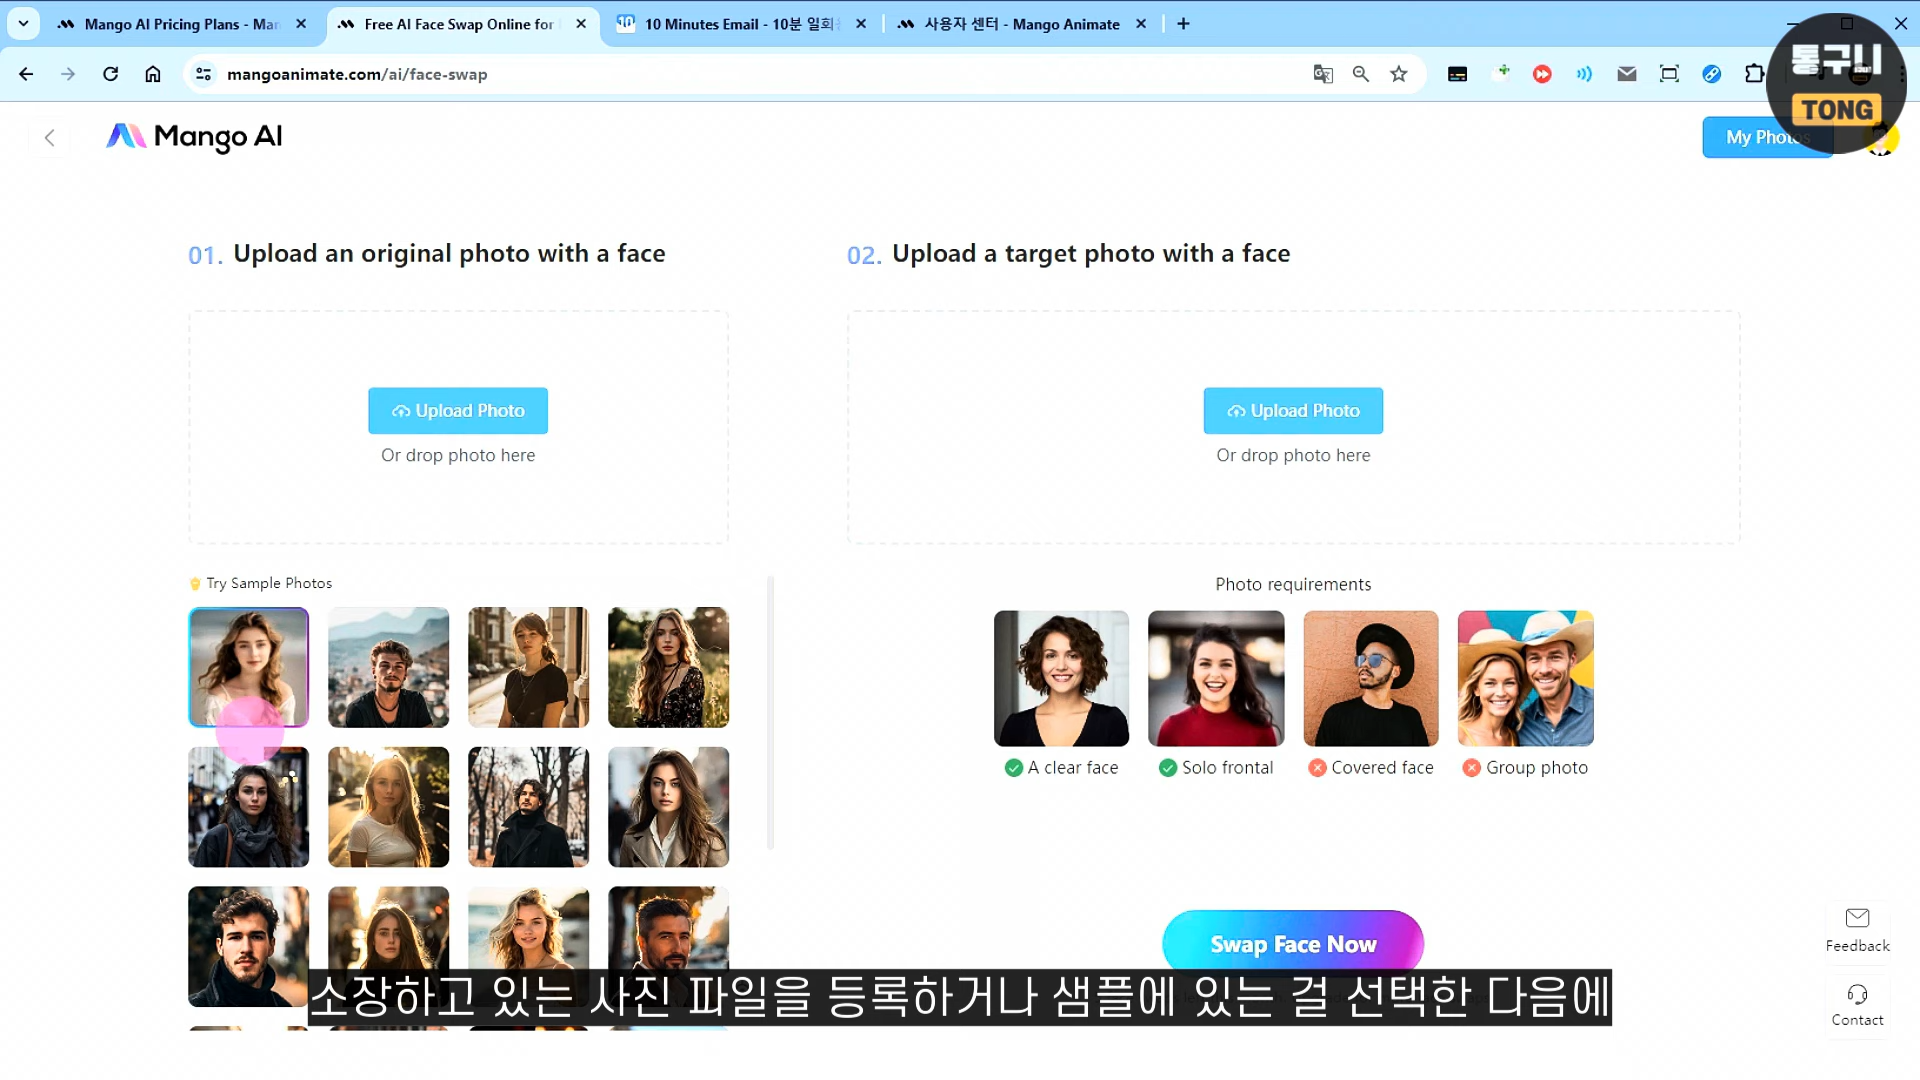 Mango AI Pricing Plans - Man
Free AI Face Swap Online for
10 Minutes Email - 10분 일회
사용자 센터 - Mango Animate
mangoanimate.com/ai/face-swap
통구니
TONG
Mango AI
My Photos
01. Upload an original photo with a face
02. Upload a target photo with a face
Upload Photo
Or drop photo here
Upload Photo
Or drop photo here
Try Sample Photos
Photo requirements
A clear face
Solo frontal
Covered face
Group photo
Swap Face Now
Feedback
Contact
소장하고 있는 사진 파일을 등록하거나 샘플에 있는 걸 선택한 다음에